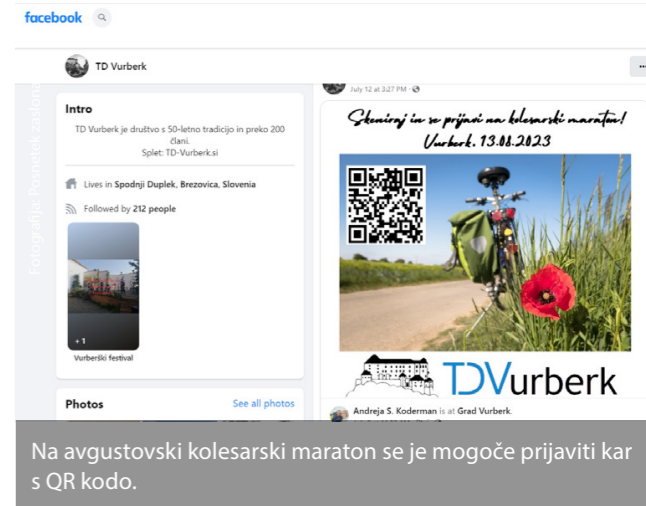 facebook
TD Vurberk
Intro
TD Vurberk je društvo s 50-letno tradicijo in preko 200
člani.
Splet: TD-Vurberk.si
Lives in Spodnji Duplek, Brezovica, Slovenia
Followed by 212 people
+1
Vurberški festival
Photos
See all photos
July 12 at 3:27 PM
Skeniraj in se prijavi na kolesarski maraton!
Vurberk. 13.08.2023
TDVurberk
Andreja S. Koderman is at Grad Vurberk.
Fotografija: Posnetek zaslona
Na avgustovski kolesarski maraton se je mogoče prijaviti kar
s QR kodo.